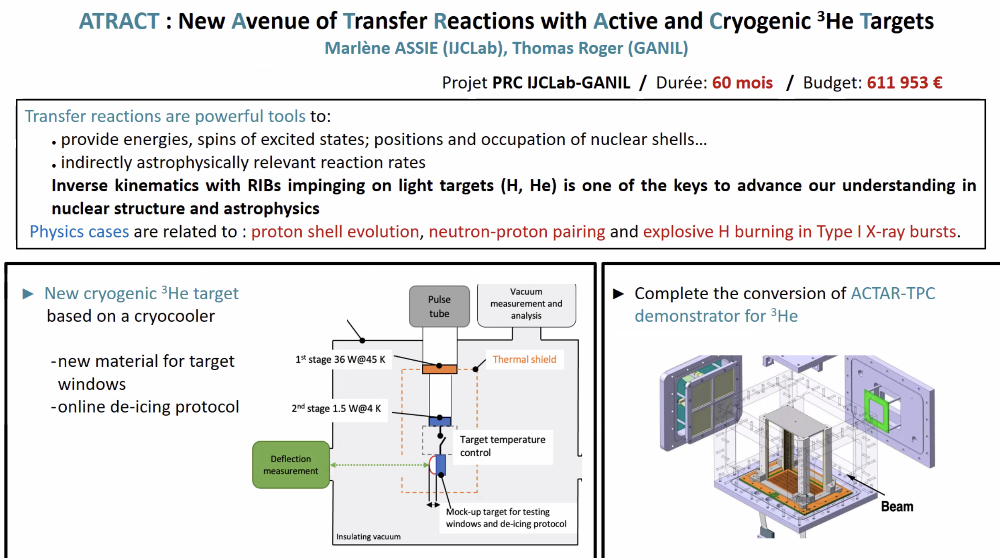 ATRACT : New Avenue of Transfer Reactions with Active and Cryogenic ³He Targets
Marlène ASSIE (IJCLab), Thomas Roger (GANIL)
Projet PRC IJCLab-GANIL / Durée: 60 mois / Budget: 611 953 €
Transfer reactions are powerful tools to:
• provide energies, spins of excited states; positions and occupation of nuclear shells...
• indirectly astrophysically relevant reaction rates
Inverse kinematics with RIBs impinging on light targets (H, He) is one of the keys to advance our understanding in
nuclear structure and astrophysics
Physics cases are related to : proton shell evolution, neutron-proton pairing and explosive H burning in Type I X-ray bursts.
► New cryogenic ³He target
based on a cryocooler
-new material for target
windows
-online de-icing protocol
Pulse
tube
Vacuum
measurement and
analysis
1st stage 36 W@45 K
Thermal shield
2nd stage 1.5 W@4 K
Target temperature
control
Deflection
measurement
Mock-up target for testing
windows and de-icing protocol
Insulating vacuum
► Complete the conversion of ACTAR-TPC
demonstrator for ³He
Beam